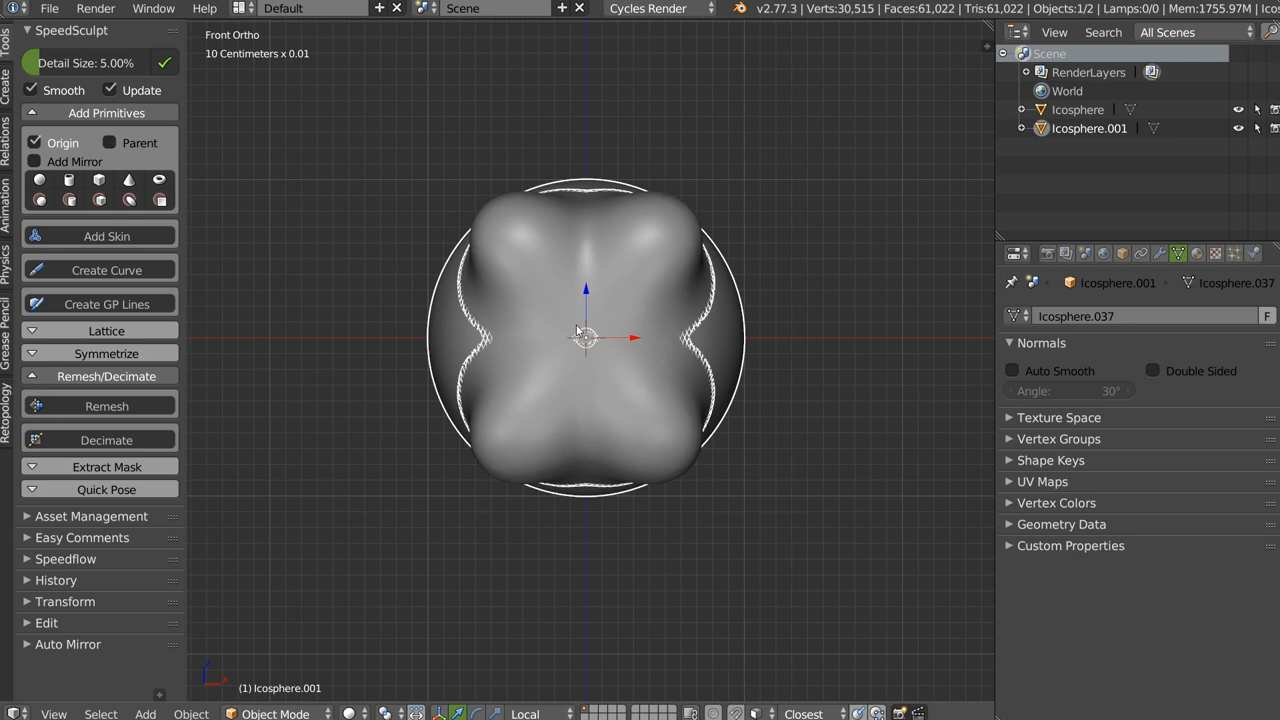 File Render Window Help Default Scene Cycles Render v2.77.3 | Verts:30,515 | Faces:61,022 | Tris:61,022 | Objects:1/2 | Lamps:0/0 | Mem:1755.97M | Icos
Tools
Create
Relations
Animation
Physics
Grease Pencil
Retopology
SpeedSculpt
Detail Size: 5.00%
Smooth Update
Add Primitives
Origin Parent
Add Mirror
Add Skin
Create Curve
Create GP Lines
Lattice
Symmetrize
Remesh/Decimate
Remesh
Decimate
Extract Mask
Quick Pose
Asset Management
Easy Comments
Speedflow
History
Transform
Edit
Auto Mirror
Front Ortho
10 Centimeters x 0.01
(1) Icosphere.001
View Select Add Object Object Mode Local Closest
View Search All Scenes
Scene
RenderLayers
World
Icosphere
Icosphere.001
Icosphere.001 Icosphere.037
Icosphere.037 F
Normals
Auto Smooth Double Sided
Angle: 30°
Texture Space
Vertex Groups
Shape Keys
UV Maps
Vertex Colors
Geometry Data
Custom Properties